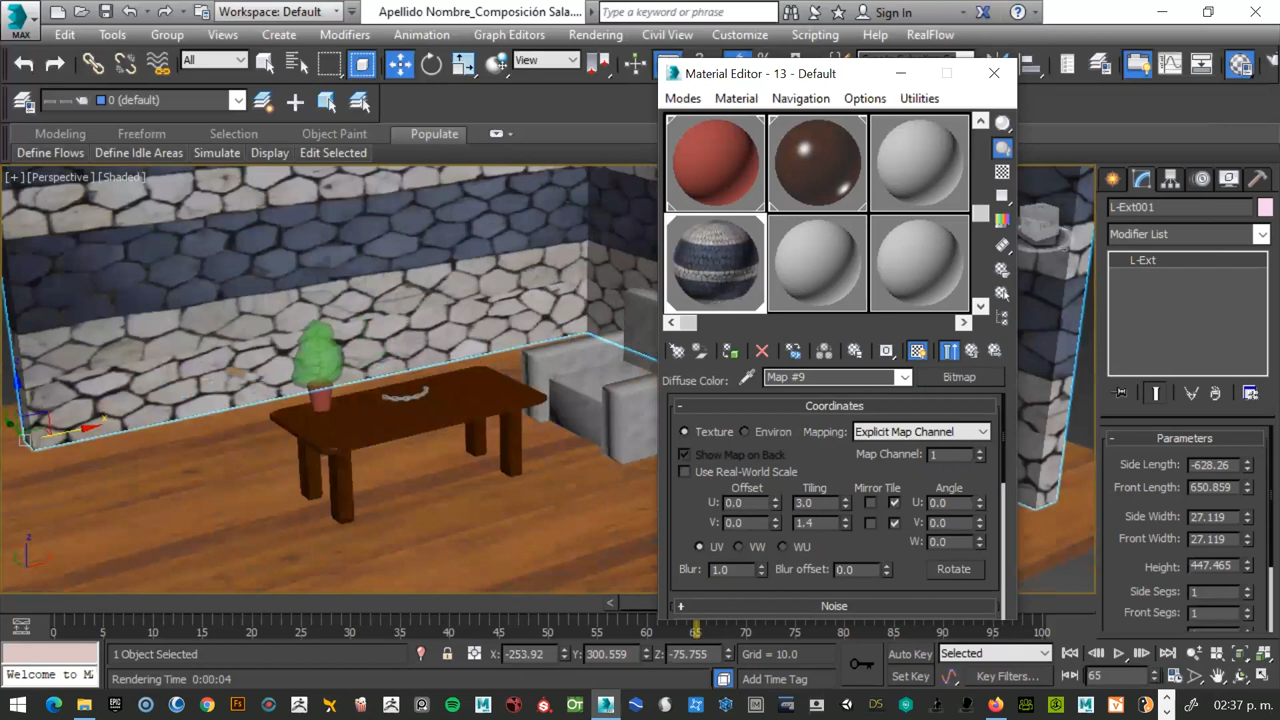 Workspace: Default
Apellido Nombre_Composición Sala....
Type a keyword or phrase
Sign In
MAX
Edit Tools Group Views Create Modifiers Animation Graph Editors Rendering Civil View Customize Scripting Help RealFlow
All
View
0 (default)
Modeling Freeform Selection Object Paint Populate
Define Flows Define Idle Areas Simulate Display Edit Selected
[+] [Perspective] [Shaded]
Material Editor - 13 - Default
Modes Material Navigation Options Utilities
Diffuse Color: Map #9 Bitmap
- Coordinates
Texture Environ Mapping: Explicit Map Channel
Show Map on Back Map Channel: 1
Use Real-World Scale
Offset Tiling Mirror Tile Angle
U: 0.0 3.0 U: 0.0
V: 0.0 1.4 V: 0.0
W: 0.0
UV VW WU
Blur: 1.0 Blur offset: 0.0 Rotate
+ Noise
L-Ext001
Modifier List
L-Ext
- Parameters
Side Length: -628.26
Front Length: 650.859
Side Width: 27.119
Front Width: 27.119
Height: 447.465
Side Segs: 1
Front Segs: 1
x
z
0 5 10 15 20 25 30 35 40 45 50 55 60 65 70 75 80 85 90 95 100
1 Object Selected
X: -253.92 Y: 300.559 Z: -75.755 Grid = 10.0
Auto Key Selected
Welcome to M
Rendering Time 0:00:04
Add Time Tag
Set Key Key Filters... 65
02:37 p. m.